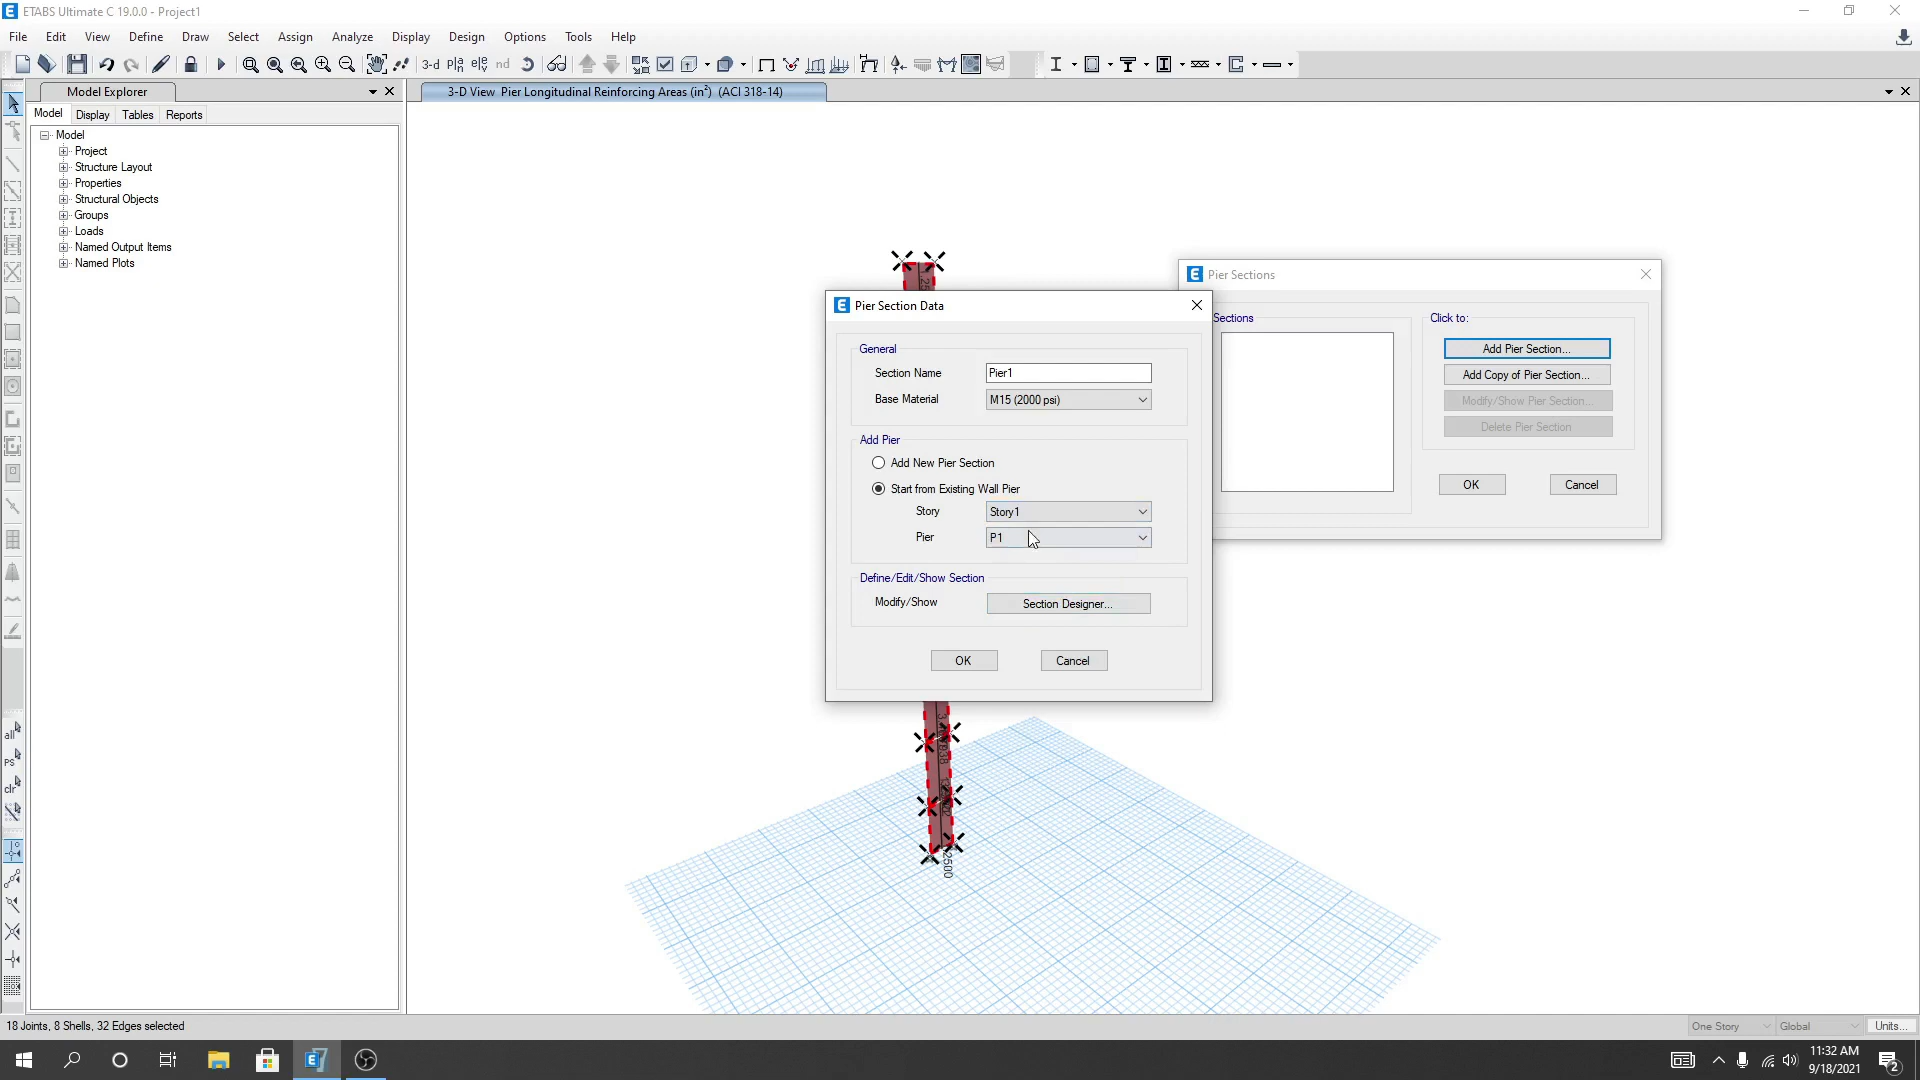 ETABS Ultimate C 19.0.0 - Project1
File Edit View Define Draw Select Assign Analyze Display Design Options Tools Help
3-d nd
Model Explorer
3-D View Pier Longitudinal Reinforcing Areas (in²) (ACI 318-14)
Model Display Tables Reports
Model
Project
Structure Layout
Properties
Structural Objects
Groups
Loads
Named Output Items
Named Plots
Pier Sections
Sections
Click to:
Add Pier Section...
Add Copy of Pier Section...
Modify/Show Pier Section...
Delete Pier Section
OK Cancel
Pier Section Data
General
Section Name Pier1
Base Material M15 (2000 psi)
Add Pier
Add New Pier Section
Start from Existing Wall Pier
Story Story1
Pier P1
Define/Edit/Show Section
Modify/Show Section Designer...
OK Cancel
all
PS
clr
18 Joints, 8 Shells, 32 Edges selected
One Story Global Units...
11:32 AM
9/18/2021
2